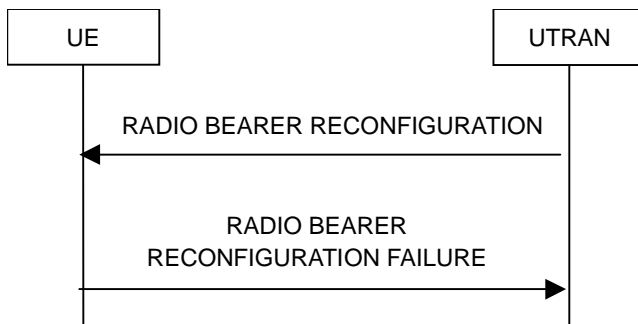 UE
UTRAN
RADIO BEARER RECONFIGURATION
RADIO BEARER
RECONFIGURATION FAILURE